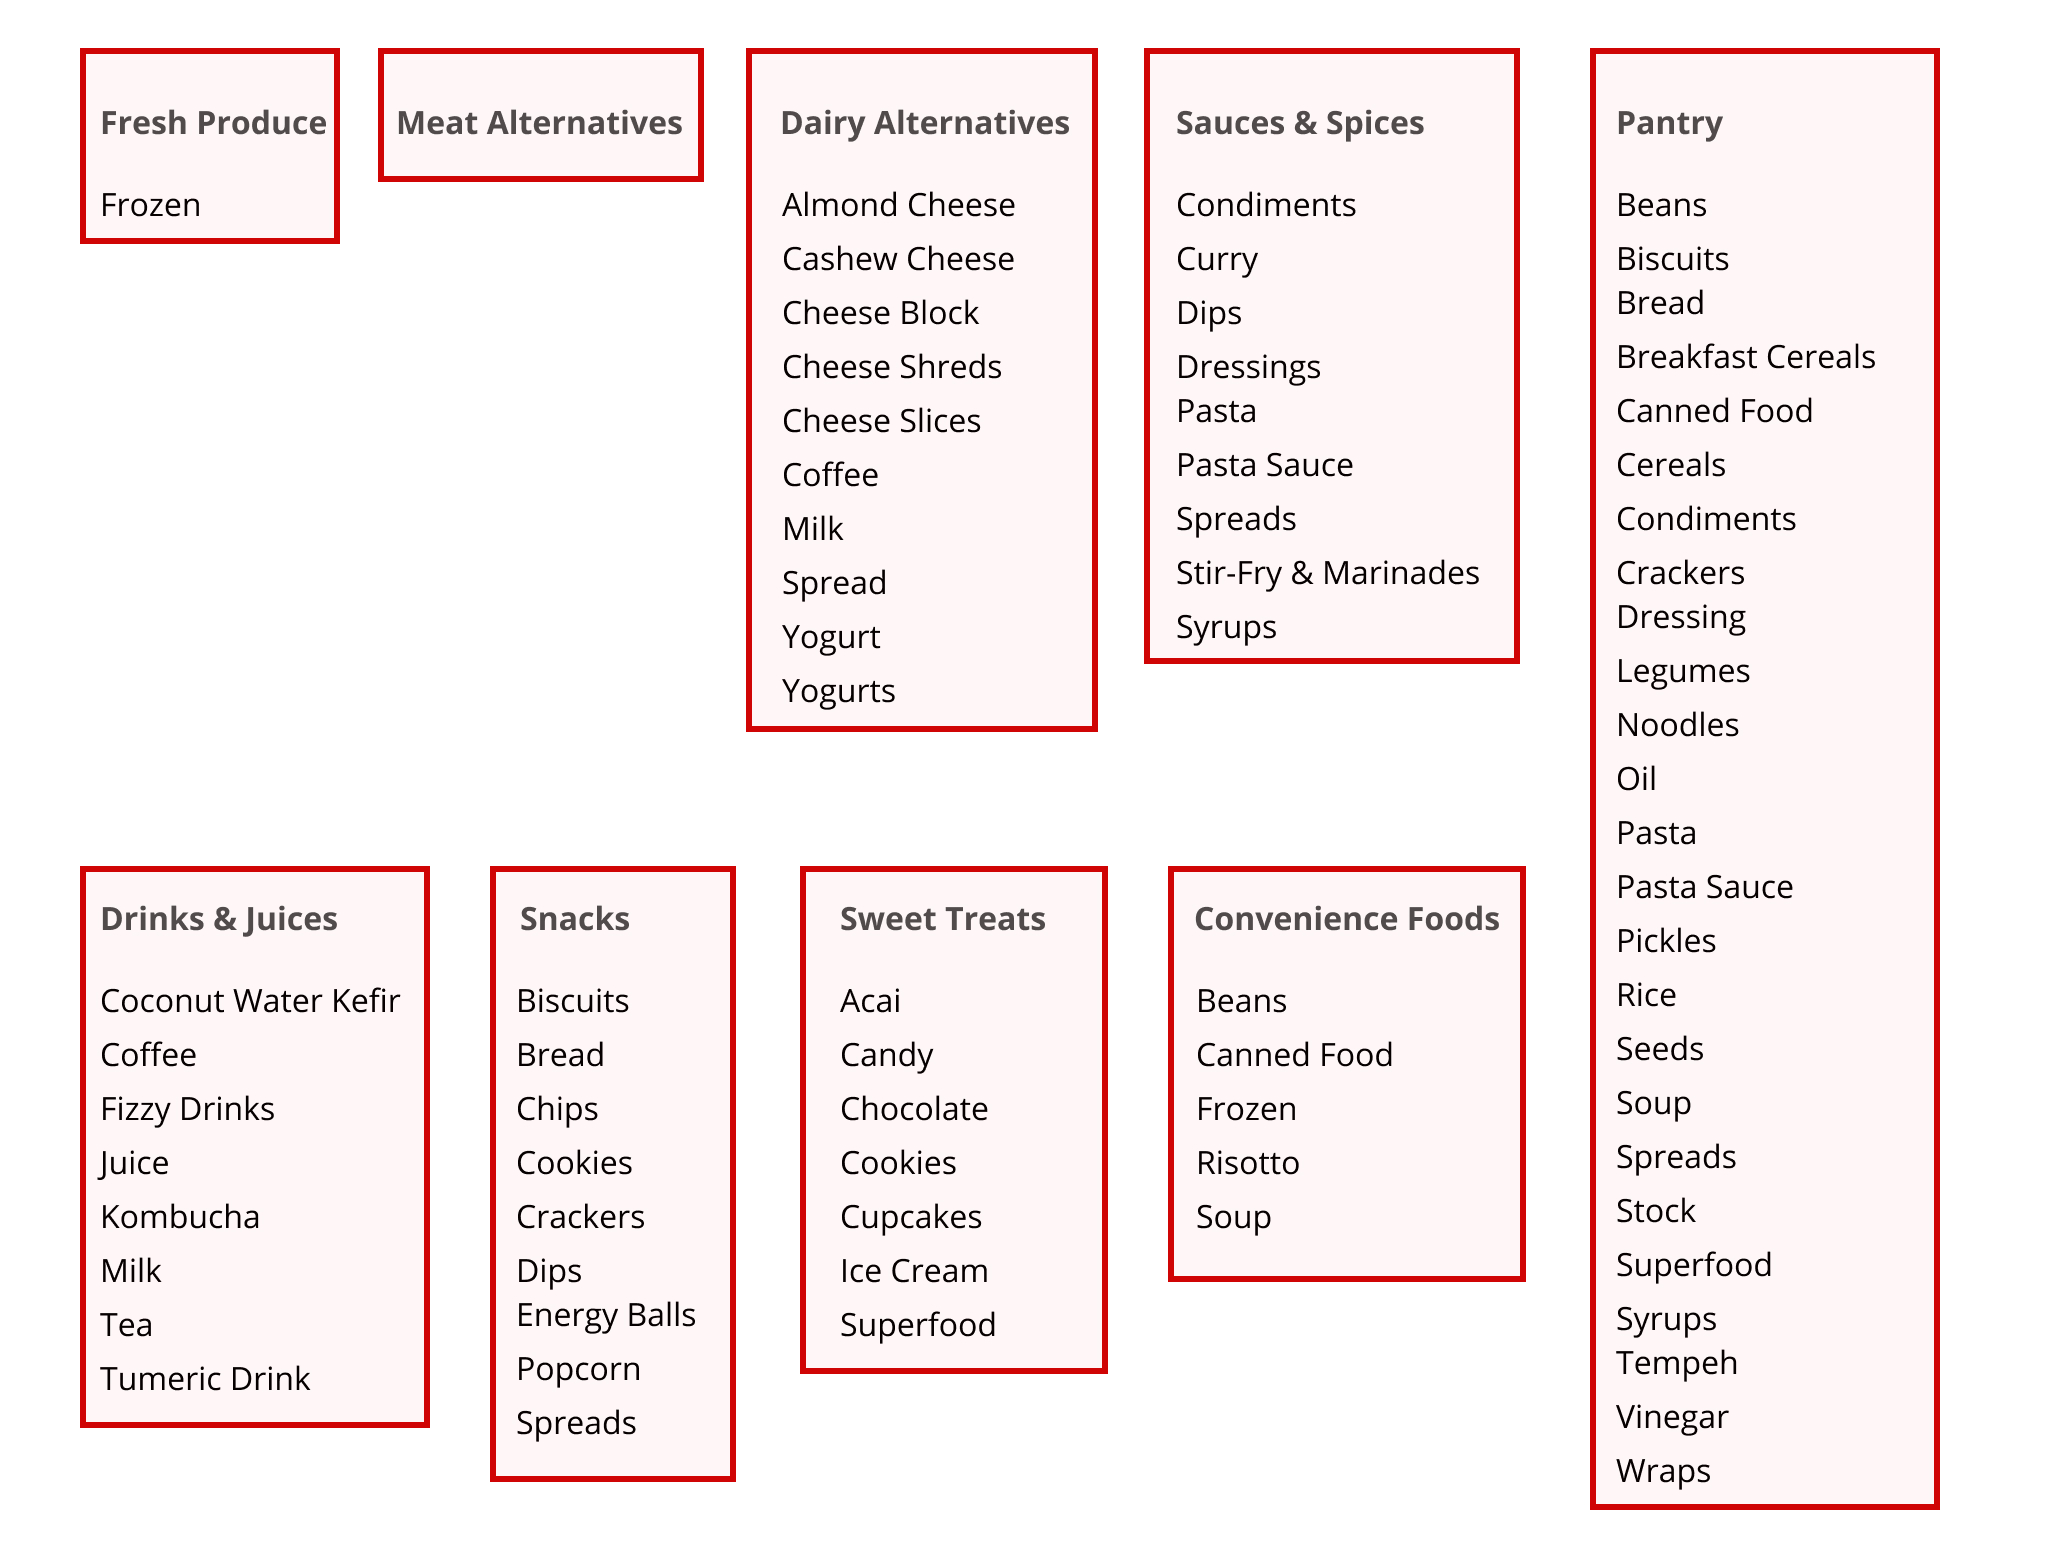 Fresh Produce
Frozen
Meat Alternatives
Dairy Alternatives
Almond Cheese
Cashew Cheese
Cheese Block
Cheese Shreds
Cheese Slices
Coffee
Milk
Spread
Yogurt
Yogurts
Sauces & Spices
Condiments
Curry
Dips
Dressings
Pasta
Pasta Sauce
Spreads
Stir-Fry & Marinades
Syrups
Pantry
Beans
Biscuits
Bread
Breakfast Cereals
Canned Food
Cereals
Condiments
Crackers
Dressing
Legumes
Noodles
Oil
Pasta
Pasta Sauce
Pickles
Rice
Seeds
Soup
Spreads
Stock
Superfood
Syrups
Tempeh
Vinegar
Wraps
Drinks & Juices
Coconut Water Kefir
Coffee
Fizzy Drinks
Juice
Kombucha
Milk
Tea
Tumeric Drink
Snacks
Biscuits
Bread
Chips
Cookies
Crackers
Dips
Energy Balls
Popcorn
Spreads
Sweet Treats
Acai
Candy
Chocolate
Cookies
Cupcakes
Ice Cream
Superfood
Convenience Foods
Beans
Canned Food
Frozen
Risotto
Soup